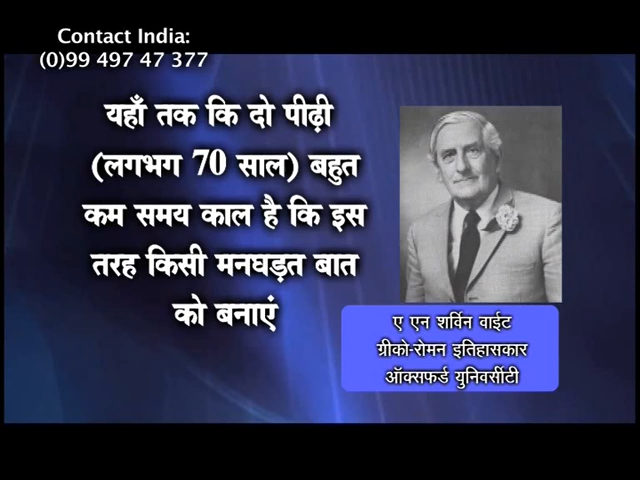 Contact India:
(0)99 497 47 377
यहाँ तक कि दो पीढ़ी
(लगभग 70 साल) बहुत
कम समय काल है कि इस
तरह किसी मनघड़त बात
को बनाएं
ए एन शर्विन वाईट
ग्रीको-रोमन इतिहासकार
ऑक्सफर्ड युनिवर्सीटी